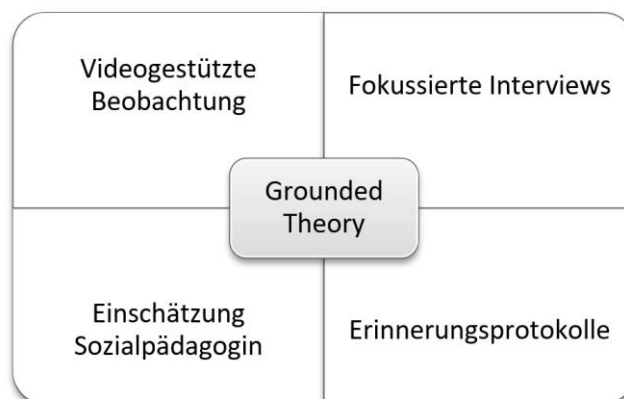 Videogestützte
Beobachtung
Fokussierte Interviews
Grounded
Theory
Einschätzung
Sozialpädagogin
Erinnerungsprotokolle